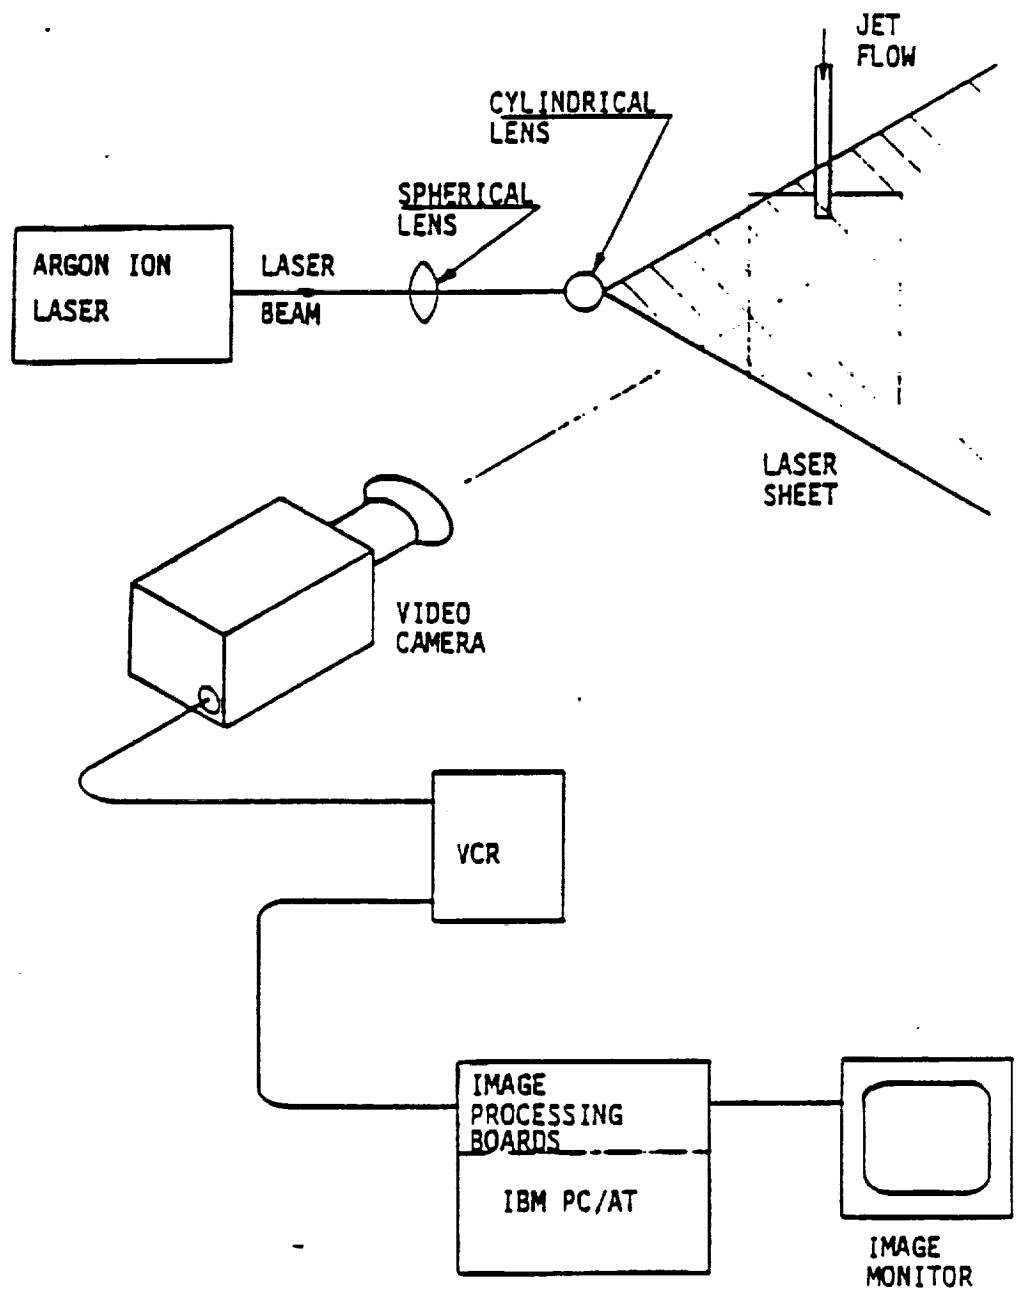 JET
FLOW
CYLINDRICAL
LENS
SPHERICAL
LENS
ARGON ION
LASER
LASER
BEAM
LASER
SHEET
VIDEO
CAMERA
VCR
IMAGE
PROCESSING
BOARDS
IBM PC/AT
IMAGE
MONITOR